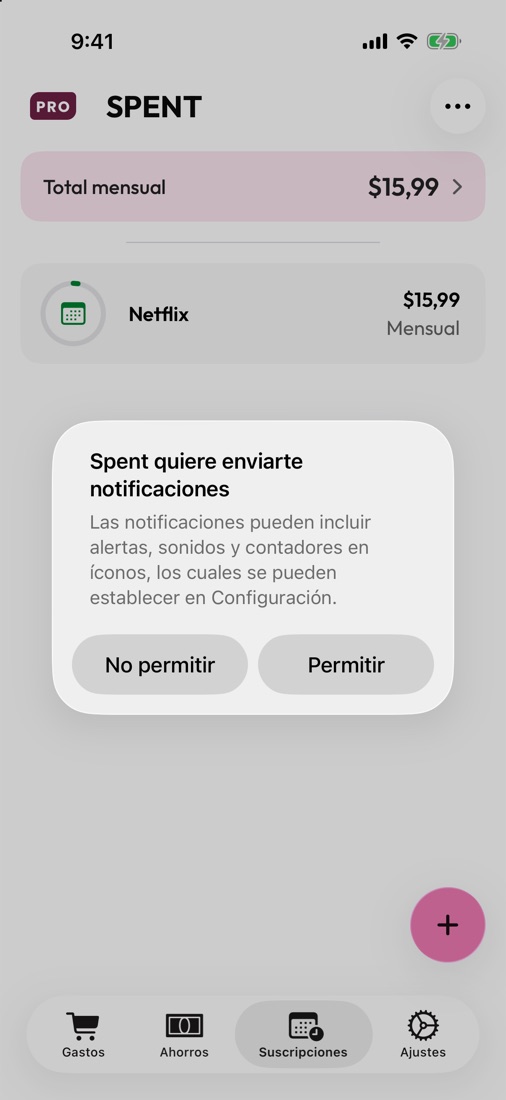 9:41
PRO SPENT
Total mensual $15,99
Netflix $15,99
Mensual
Spent quiere enviarte
notificaciones
Las notificaciones pueden incluir
alertas, sonidos y contadores en
íconos, los cuales se pueden
establecer en Configuración.
No permitir Permitir
Gastos Ahorros Suscripciones Ajustes